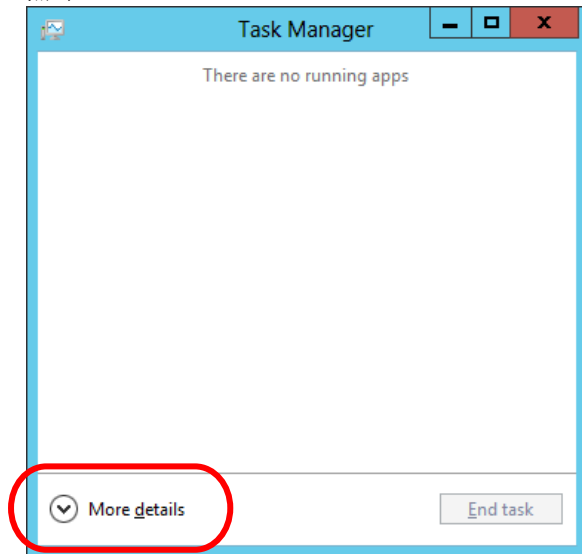 Task Manager
There are no running apps
More details
End task